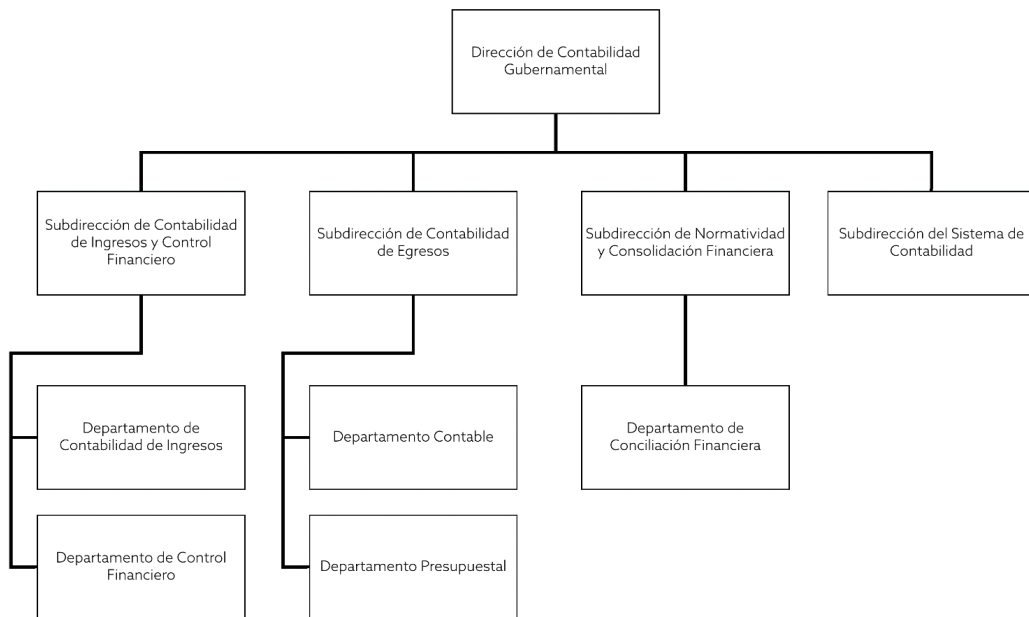 Dirección de Contabilidad
Gubernamental
Subdirección de Contabilidad
de Ingresos y Control
Financiero
Subdirección de Contabilidad
de Egresos
Subdirección de Normatividad
y Consolidación Financiera
Subdirección del Sistema de
Contabilidad
Departamento de
Contabilidad de Ingresos
Departamento Contable
Departamento de
Conciliación Financiera
Departamento de Control
Financiero
Departamento Presupuestal